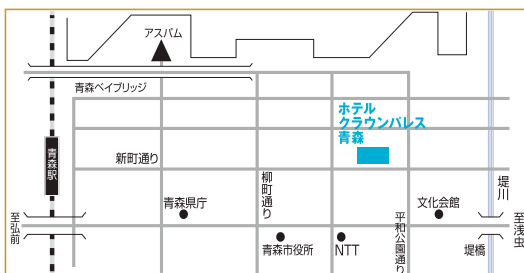 アスパム
青森ベイブリッジ
ホテル
クラウンパレス
青森
青森駅
新町通り
柳町通り
堤川
青森県庁
文化会館
至弘前
至浅虫
青森市役所
NTT
平和公園通り
堤橋